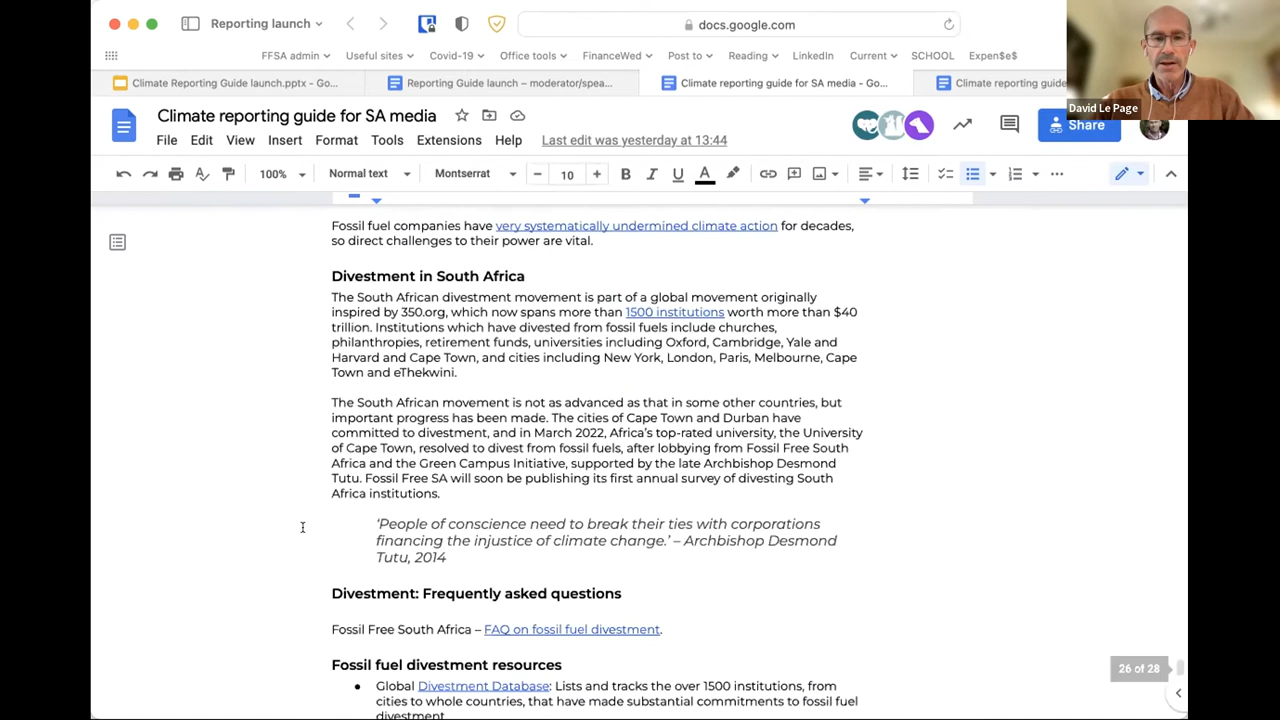 Reporting launch
docs.google.com
FFSA admin
Useful sites
Covid-19
Office tools
FinanceWed
Post to
Reading
LinkedIn
Current
SCHOOL
Expen$e$
Climate Reporting Guide launch.pptx - Go...
Reporting Guide launch – moderator/spea...
Climate reporting guide for SA media - Go...
Climate reporting guide
David Le Page
Climate reporting guide for SA media
Share
File Edit View Insert Format Tools Extensions Help Last edit was yesterday at 13:44
100% Normal text Montserrat − 10 + B I U A
Fossil fuel companies have very systematically undermined climate action for decades,
so direct challenges to their power are vital.
Divestment in South Africa
The South African divestment movement is part of a global movement originally
inspired by 350.org, which now spans more than 1500 institutions worth more than $40
trillion. Institutions which have divested from fossil fuels include churches,
philanthropies, retirement funds, universities including Oxford, Cambridge, Yale and
Harvard and Cape Town, and cities including New York, London, Paris, Melbourne, Cape
Town and eThekwini.
The South African movement is not as advanced as that in some other countries, but
important progress has been made. The cities of Cape Town and Durban have
committed to divestment, and in March 2022, Africa's top-rated university, the University
of Cape Town, resolved to divest from fossil fuels, after lobbying from Fossil Free South
Africa and the Green Campus Initiative, supported by the late Archbishop Desmond
Tutu. Fossil Free SA will soon be publishing its first annual survey of divesting South
Africa institutions.
'People of conscience need to break their ties with corporations
financing the injustice of climate change.' – Archbishop Desmond
Tutu, 2014
Divestment: Frequently asked questions
Fossil Free South Africa – FAQ on fossil fuel divestment.
Fossil fuel divestment resources
● Global Divestment Database: Lists and tracks the over 1500 institutions, from
cities to whole countries, that have made substantial commitments to fossil fuel
divestment
26 of 28